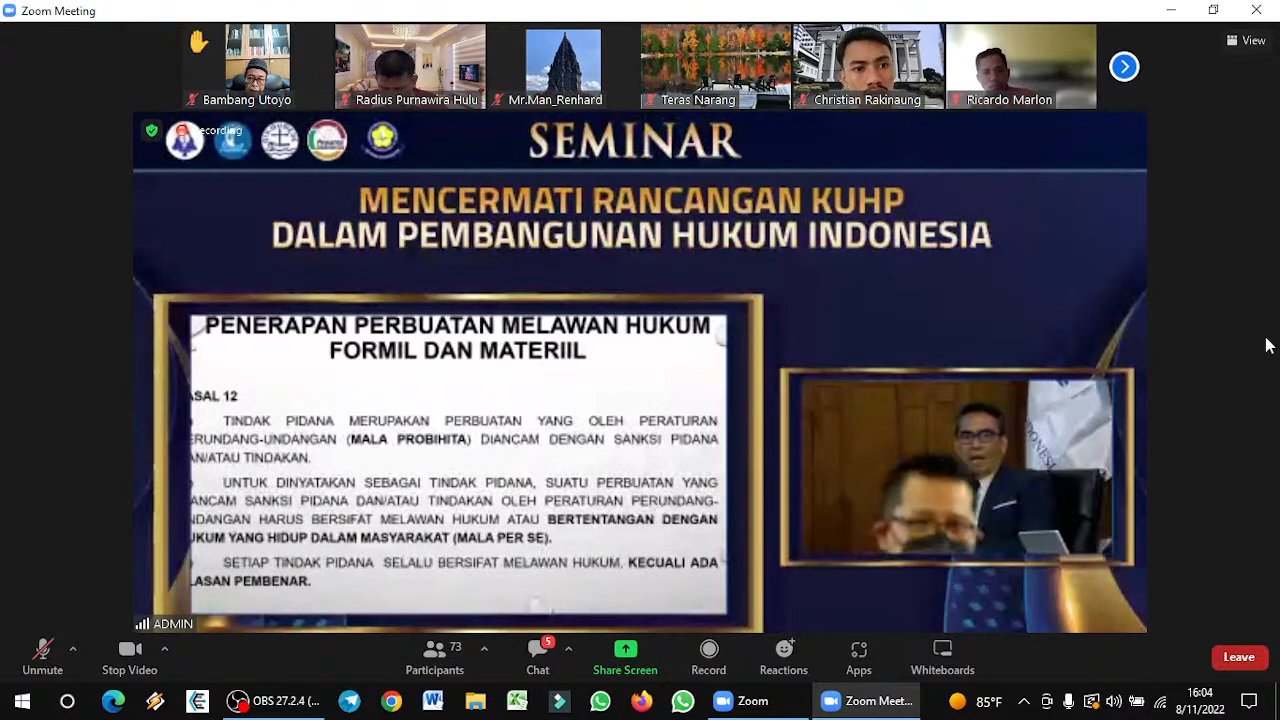 Zoom Meeting
View
Bambang Utoyo
Radius Purnawira Hulu
Mr.Man_Renhard
Teras Narang
Christian Rakinaung
Ricardo Marlon
Recording
SEMINAR
MENCERMATI RANCANGAN KUHP
DALAM PEMBANGUNAN HUKUM INDONESIA
PENERAPAN PERBUATAN MELAWAN HUKUM
FORMIL DAN MATERIIL
ASAL 12
TINDAK PIDANA MERUPAKAN PERBUATAN YANG OLEH PERATURAN
ERUNDANG-UNDANGAN (MALA PROBIHITA) DIANCAM DENGAN SANKSI PIDANA
AN/ATAU TINDAKAN.
UNTUK DINYATAKAN SEBAGAI TINDAK PIDANA, SUATU PERBUATAN YANG
ANCAM SANKSI PIDANA DAN/ATAU TINDAKAN OLEH PERATURAN PERUNDANG-
NDANGAN HARUS BERSIFAT MELAWAN HUKUM ATAU BERTENTANGAN DENGAN
UKUM YANG HIDUP DALAM MASYARAKAT (MALA PER SE).
SETIAP TINDAK PIDANA SELALU BERSIFAT MELAWAN HUKUM, KECUALI ADA
LASAN PEMBENAR.
ADMIN
Unmute
Stop Video
Participants
73
Chat
5
Share Screen
Record
Reactions
Apps
Whiteboards
Leave
OBS 27.2.4 (...
Zoom
Zoom Meet...
85°F
16:04
8/11/2022